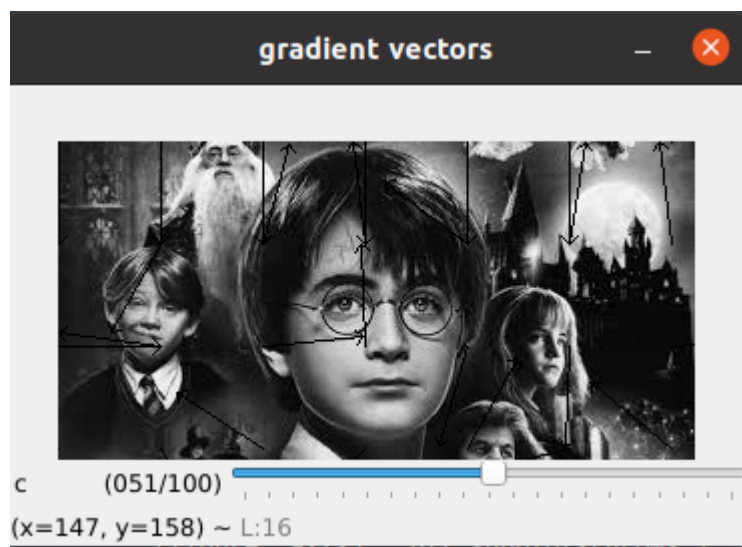 gradient vectors
c (051/100)
(x=147, y=158) ~ L:16